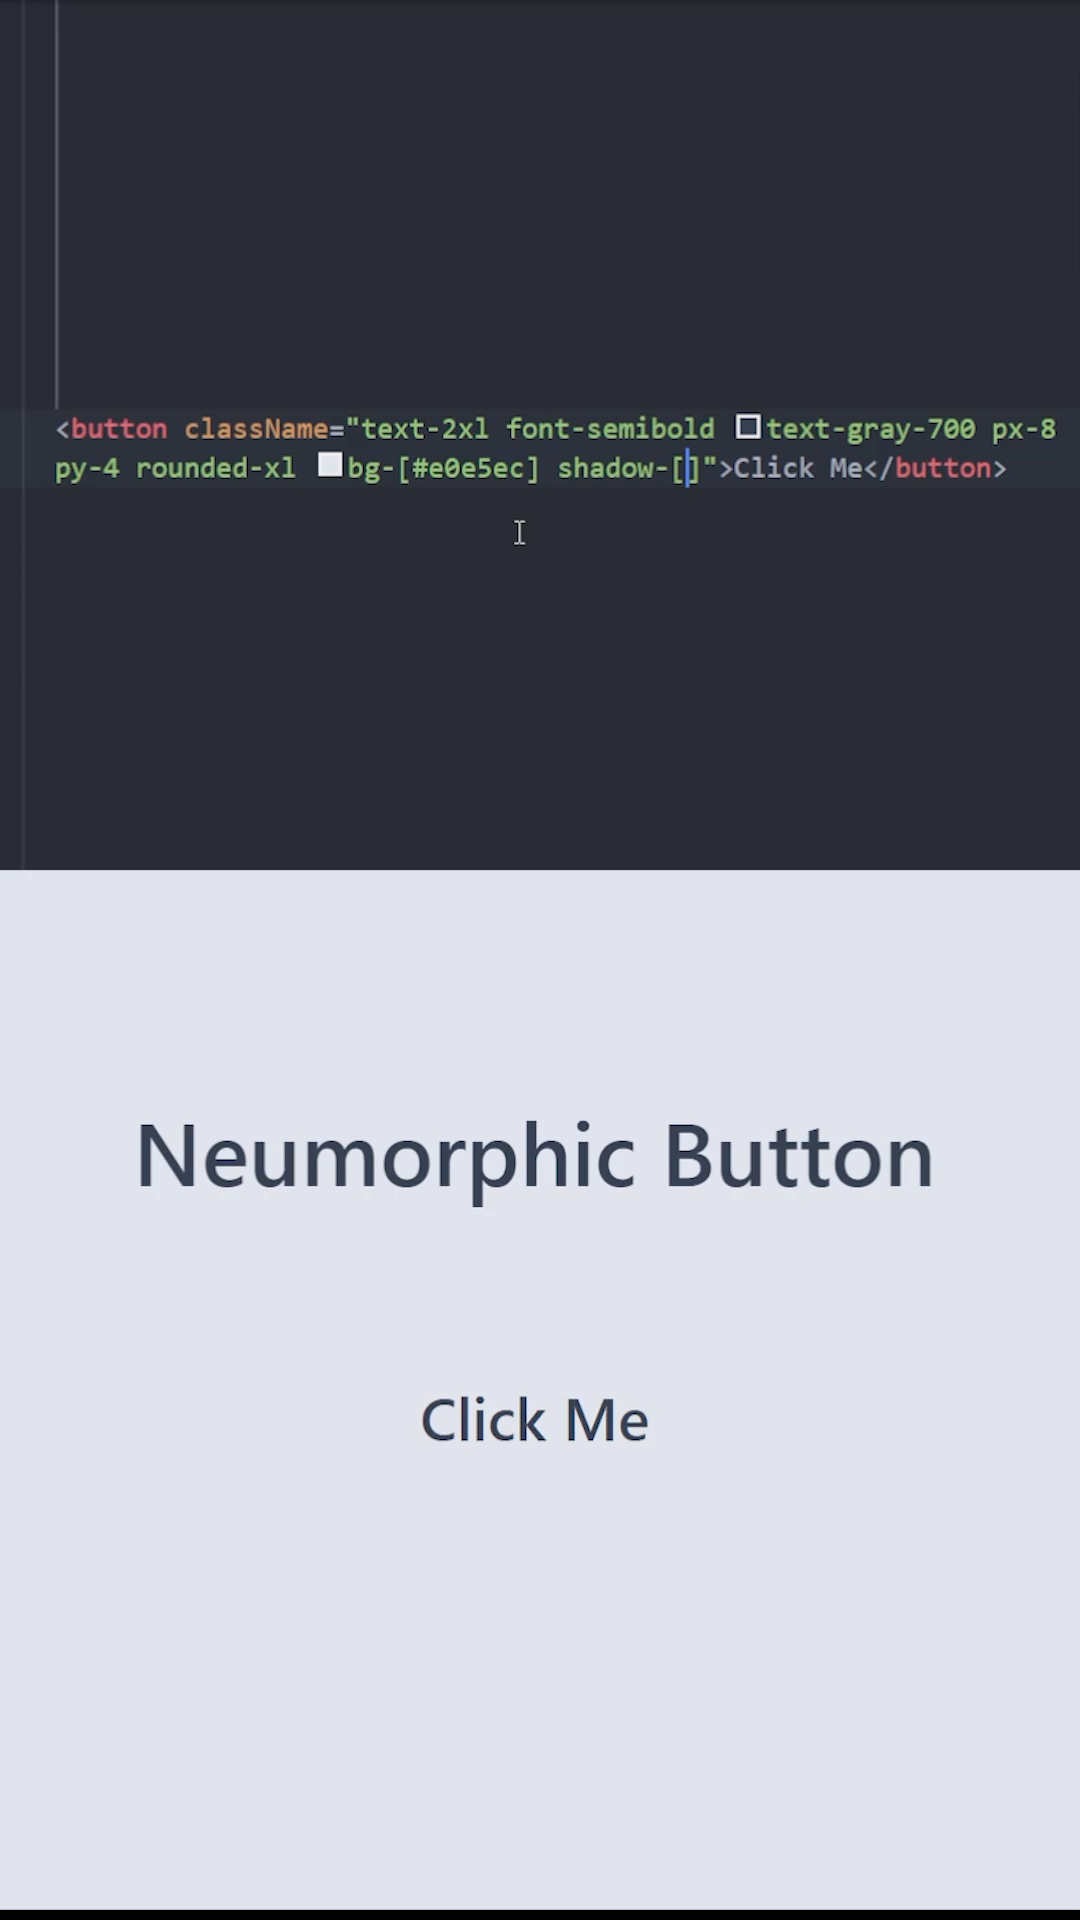 <button className="text-2xl font-semibold text-gray-700 px-8
py-4 rounded-xl bg-[#e0e5ec] shadow-[]">Click Me</button>
Neumorphic Button
Click Me